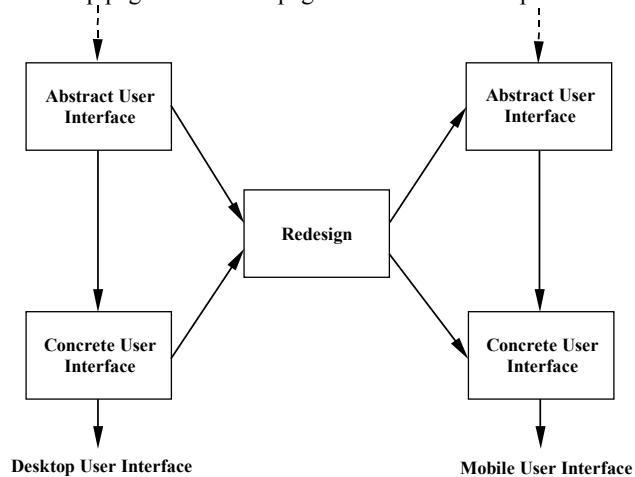 Abstract User
Interface
Abstract User
Interface
Redesign
Concrete User
Interface
Concrete User
Interface
Desktop User Interface
Mobile User Interface